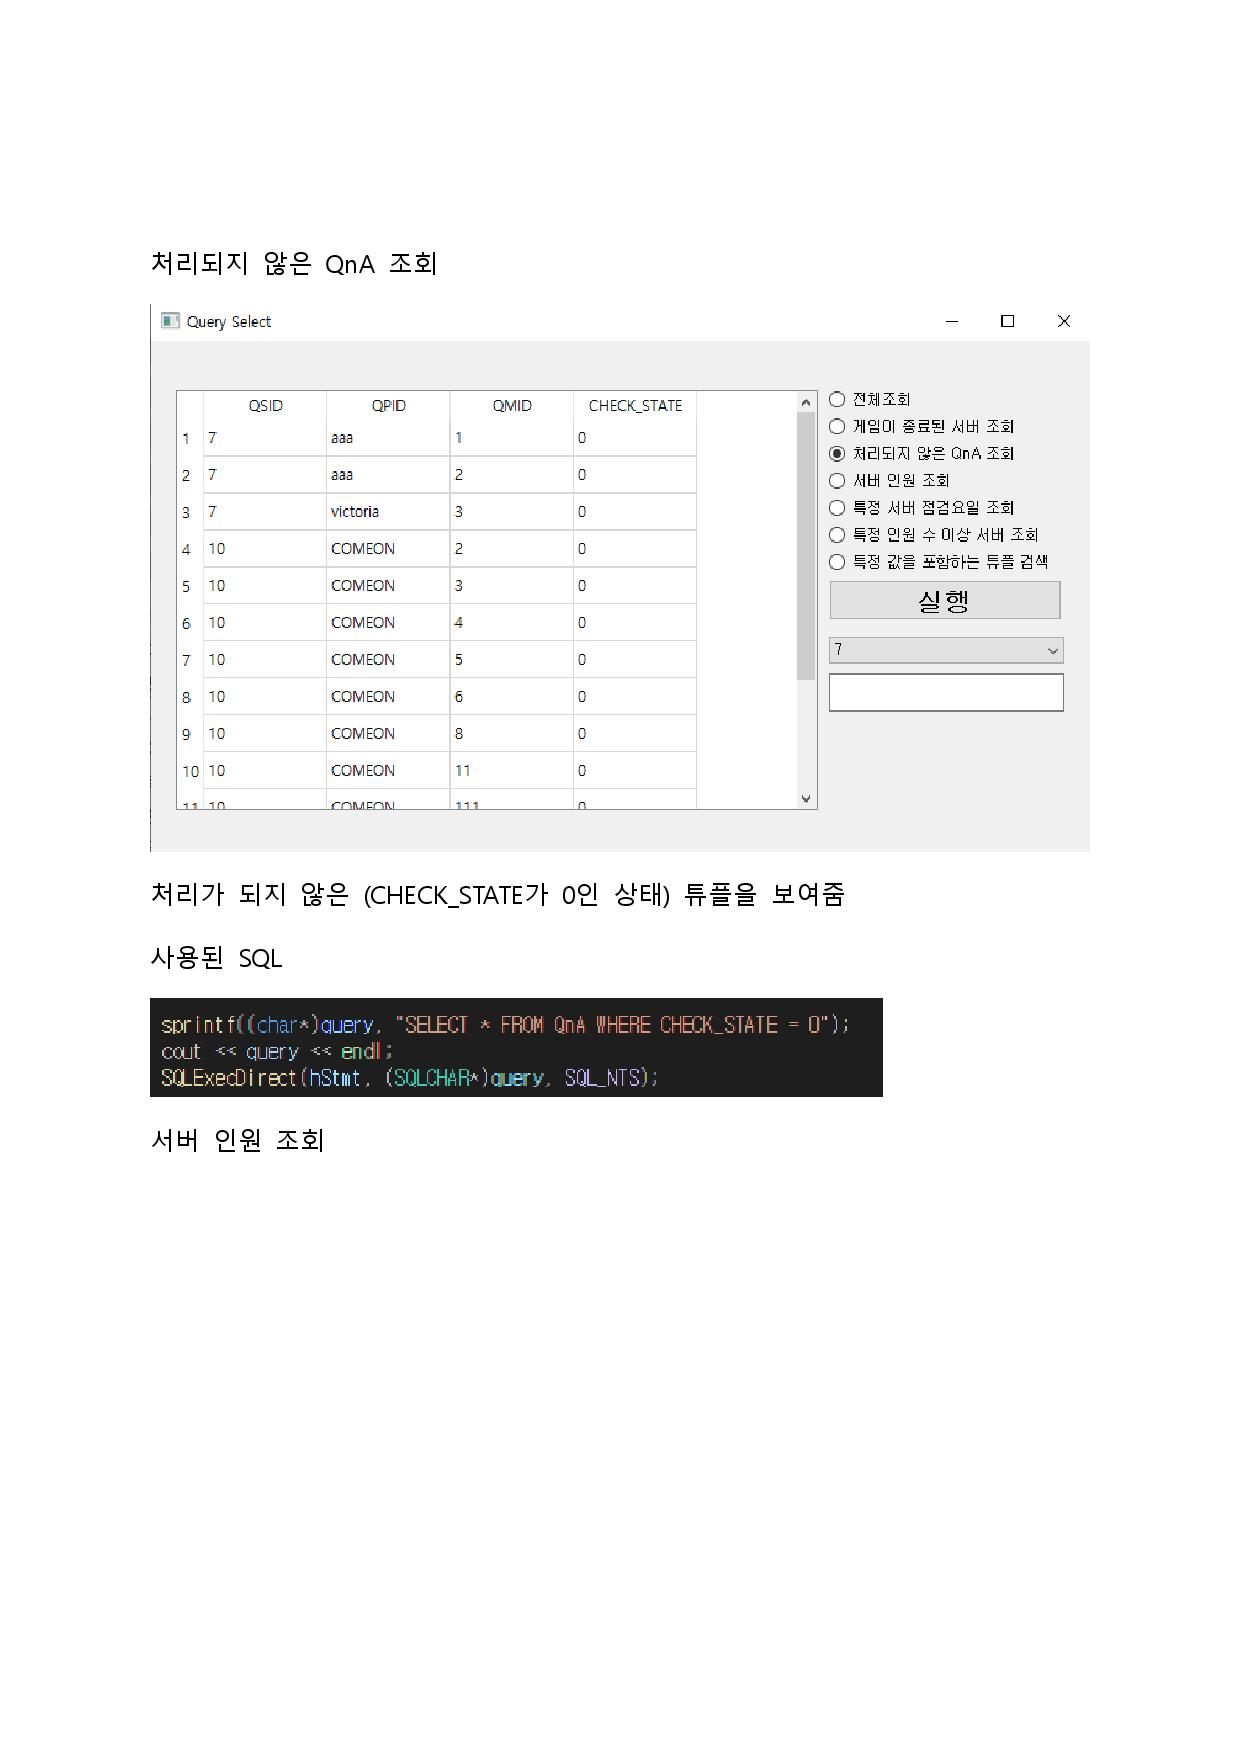 처리되지 않은 QnA 조회
Query Select
QSID QPID QMID CHECK_STATE
1 7 aaa 1 0
2 7 aaa 2 0
3 7 victoria 3 0
4 10 COMEON 2 0
5 10 COMEON 3 0
6 10 COMEON 4 0
7 10 COMEON 5 0
8 10 COMEON 6 0
9 10 COMEON 8 0
10 10 COMEON 11 0
11 10 COMEON 111 0
전체조회
게임이 종료된 서버 조회
처리되지 않은 QnA 조회
서버 인원 조회
특정 서버 점검요일 조회
특정 인원 수 이상 서버 조회
특정 값을 포함하는 튜플 검색
실행
7
처리가 되지 않은 (CHECK_STATE가 0인 상태) 튜플을 보여줌
사용된 SQL
sprintf((char*)query, "SELECT * FROM QnA WHERE CHECK_STATE = 0");
cout << query << endl;
SQLExecDirect(hStmt, (SQLCHAR*)query, SQL_NTS);
서버 인원 조회